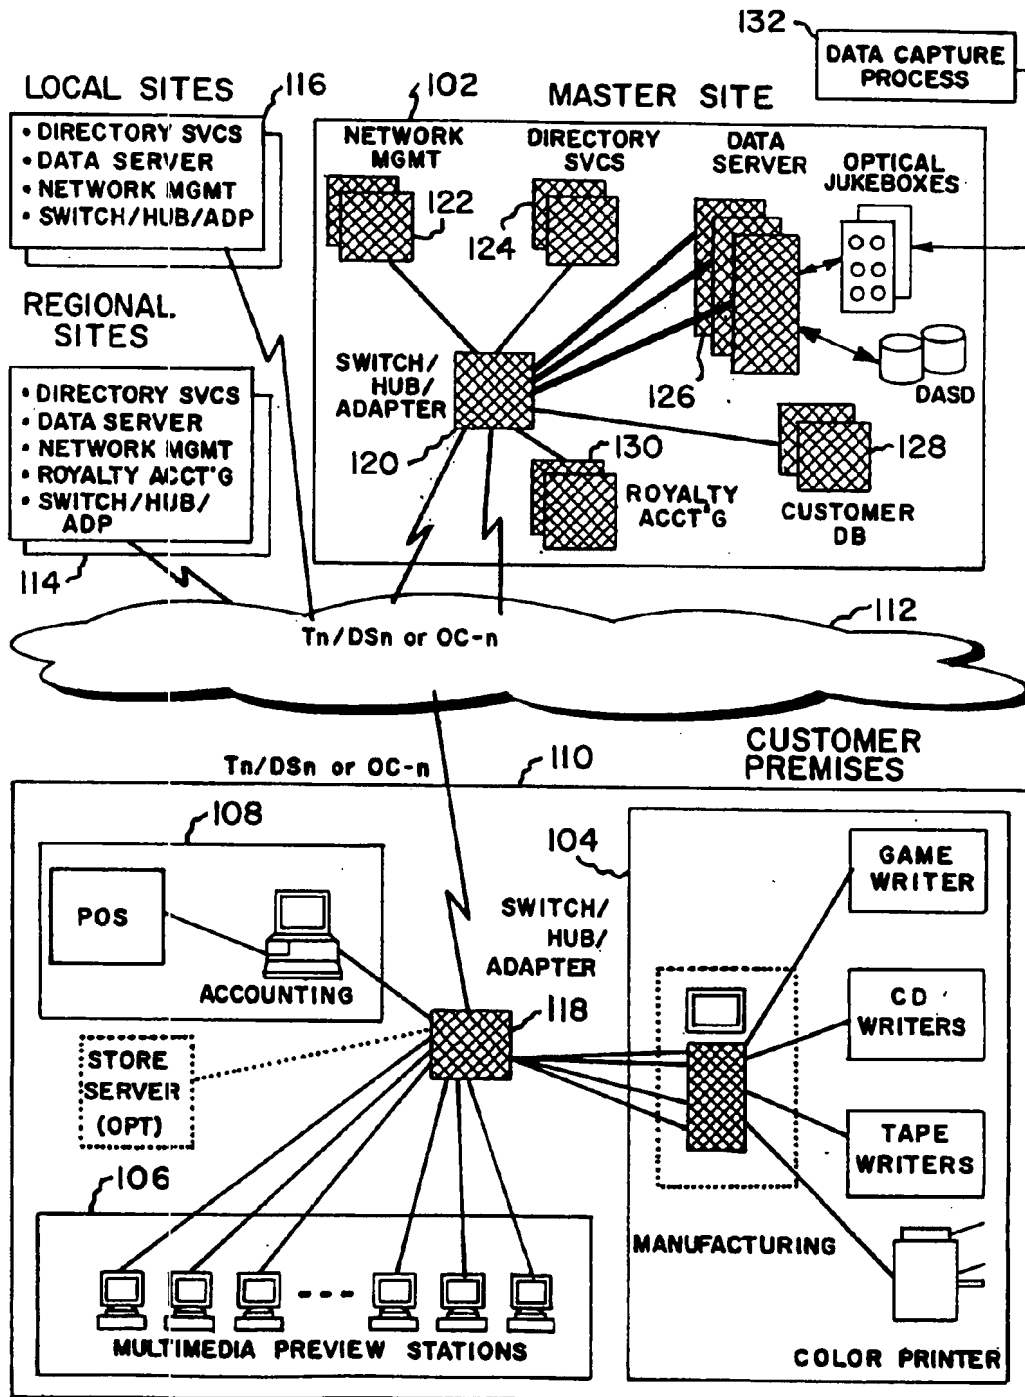 132
DATA CAPTURE
PROCESS
LOCAL SITES
116
• DIRECTORY SVCS
• DATA SERVER
• NETWORK MGMT
• SWITCH/HUB/ADP
102
MASTER SITE
NETWORK
MGMT
122
DIRECTORY
SVCS
124
DATA
SERVER
126
OPTICAL
JUKEBOXES
DASD
REGIONAL
SITES
• DIRECTORY SVCS
• DATA SERVER
• NETWORK MGMT
• ROYALTY ACCT'G
• SWITCH/HUB/
ADP
114
SWITCH/
HUB/
ADAPTER
120
130
ROYALTY
ACCT'G
128
CUSTOMER
DB
112
Tn/DSn or OC-n
CUSTOMER
PREMISES
Tn/DSn or OC-n
110
108
POS
ACCOUNTING
SWITCH/
HUB/
ADAPTER
118
STORE
SERVER
(OPT)
104
GAME
WRITER
CD
WRITERS
TAPE
WRITERS
MANUFACTURING
COLOR PRINTER
106
MULTIMEDIA PREVIEW STATIONS